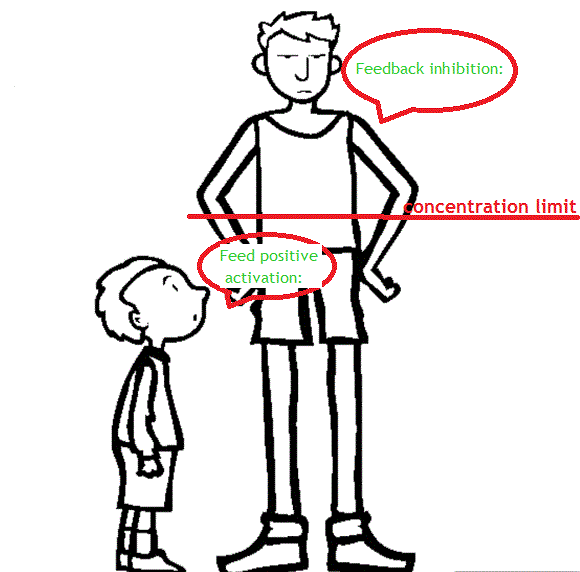 Feedback inhibition:
concentration limit
Feed positive
activation: